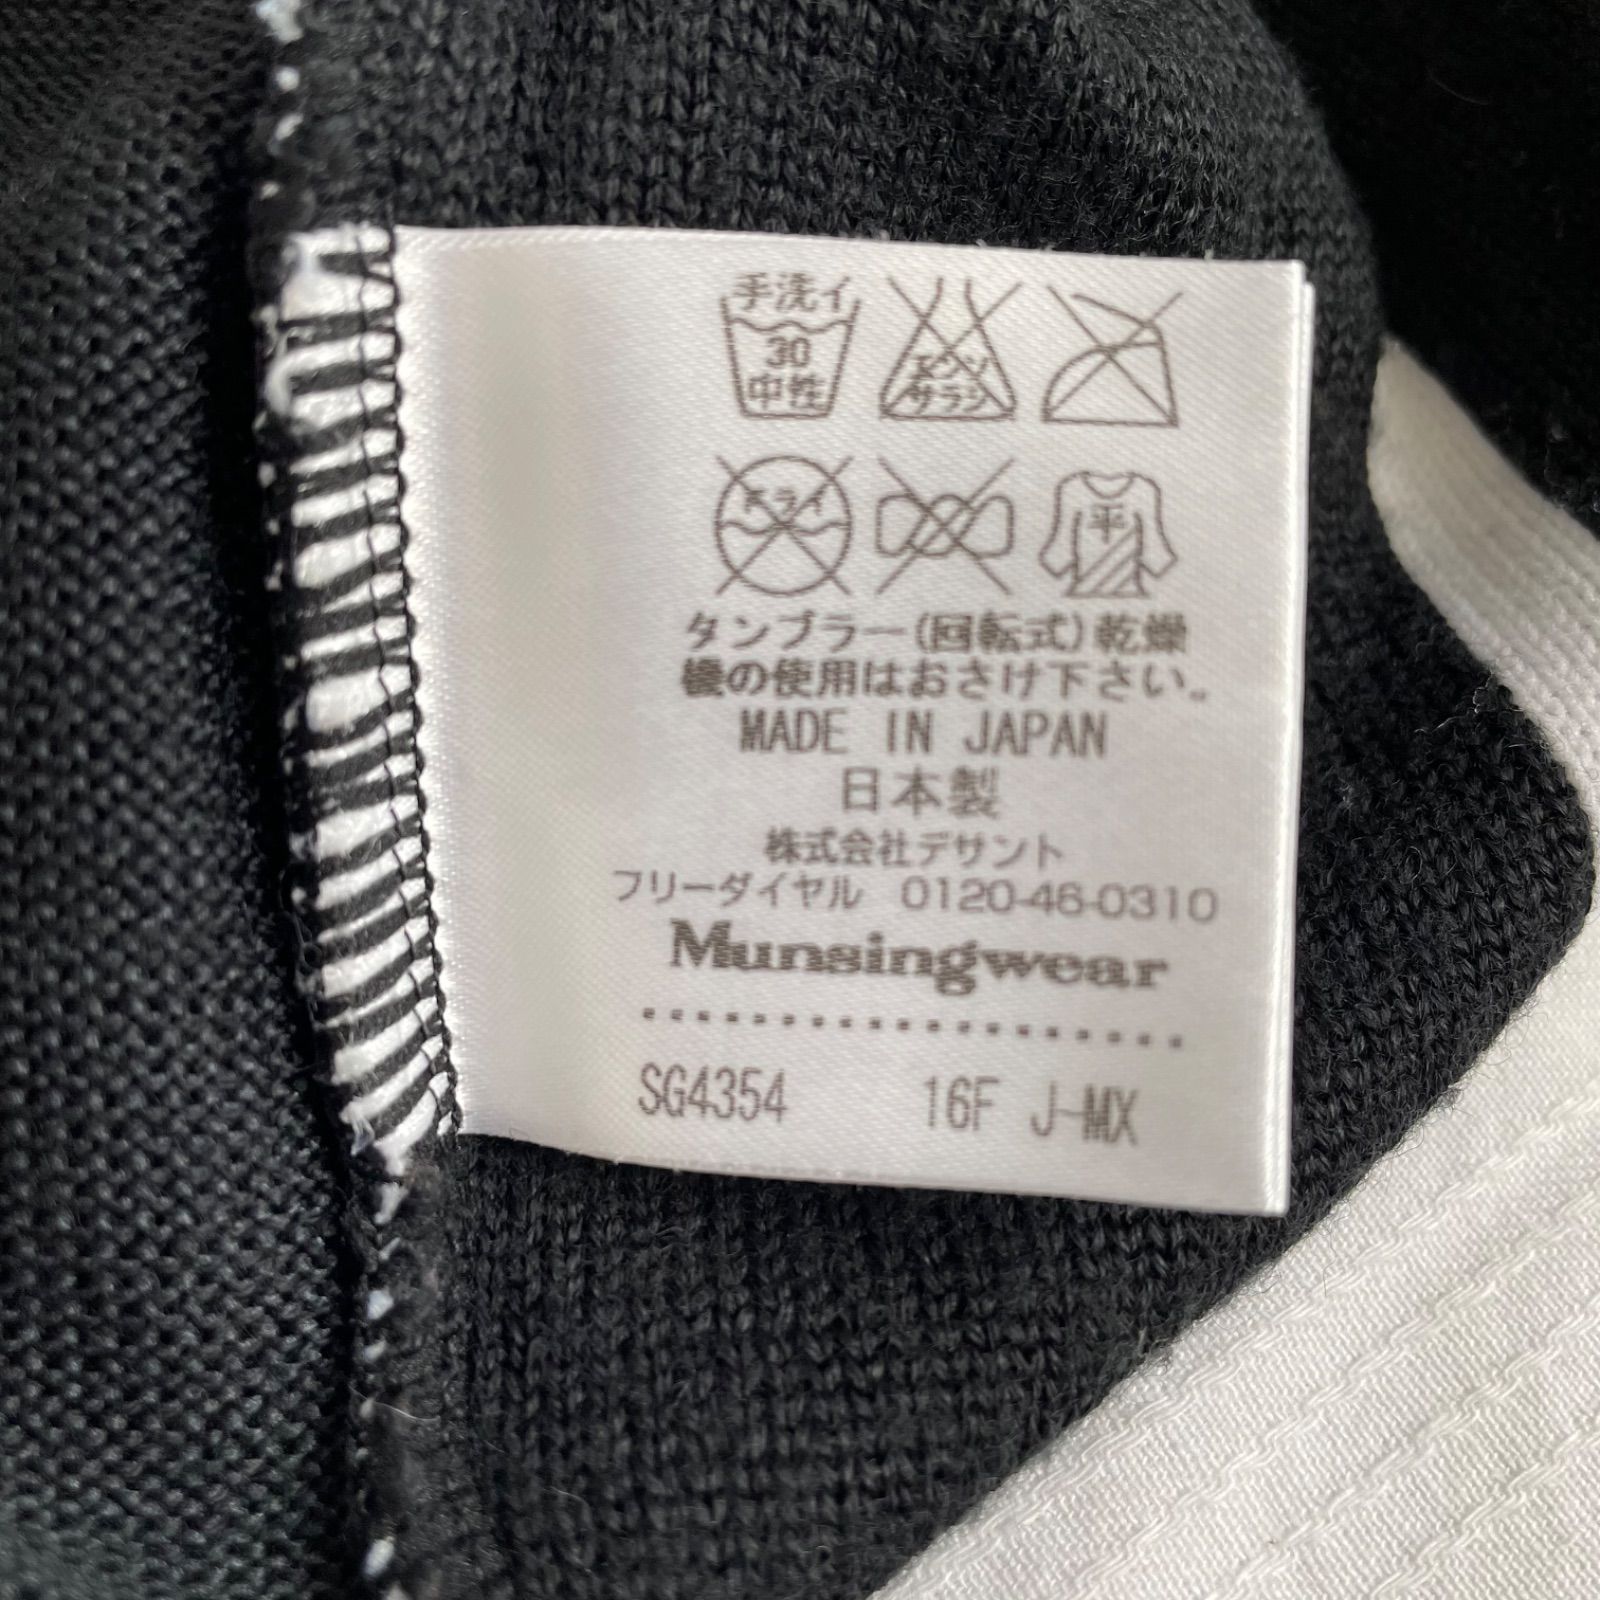 手洗イ
30
中性
エンソ
サラシ
ドライ
平
タンブラー(回転式)乾燥
機の使用はおさけ下さい。
MADE IN JAPAN
日本製
株式会社デサント
フリーダイヤル 0120-46-0310
Munsingwear
SG4354 16F J-MX